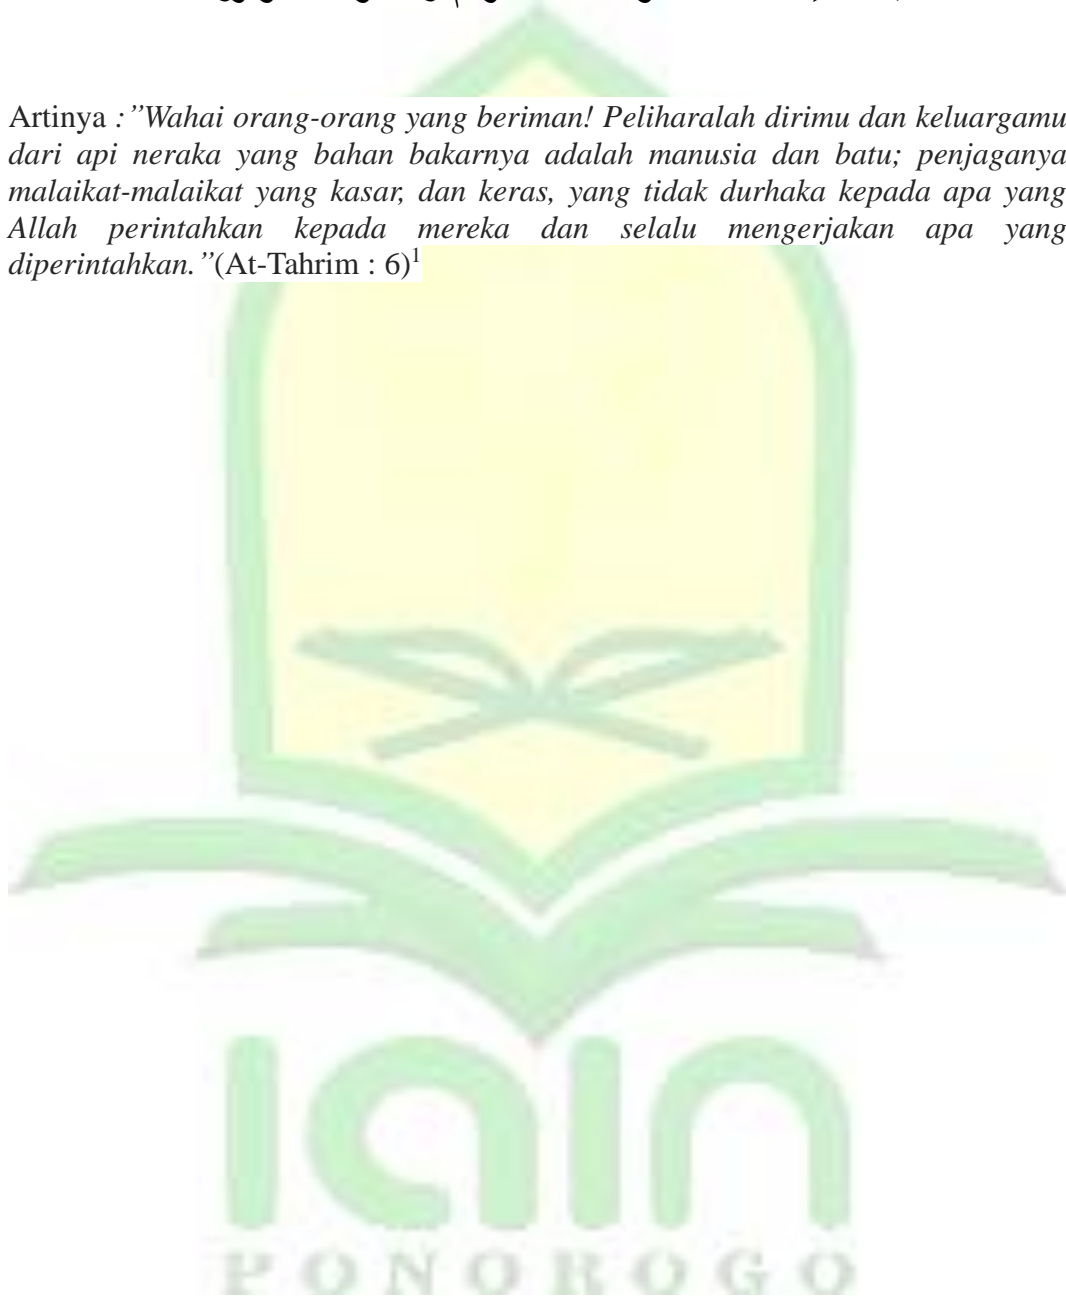 Artinya :”Wahai orang-orang yang beriman! Peliharalah dirimu dan keluargamu
dari api neraka yang bahan bakarnya adalah manusia dan batu; penjaganya
malaikat-malaikat yang kasar, dan keras, yang tidak durhaka kepada apa yang
Allah perintahkan kepada mereka dan selalu mengerjakan apa yang
diperintahkan.”(At-Tahrim : 6)1
iain
PONOROGO